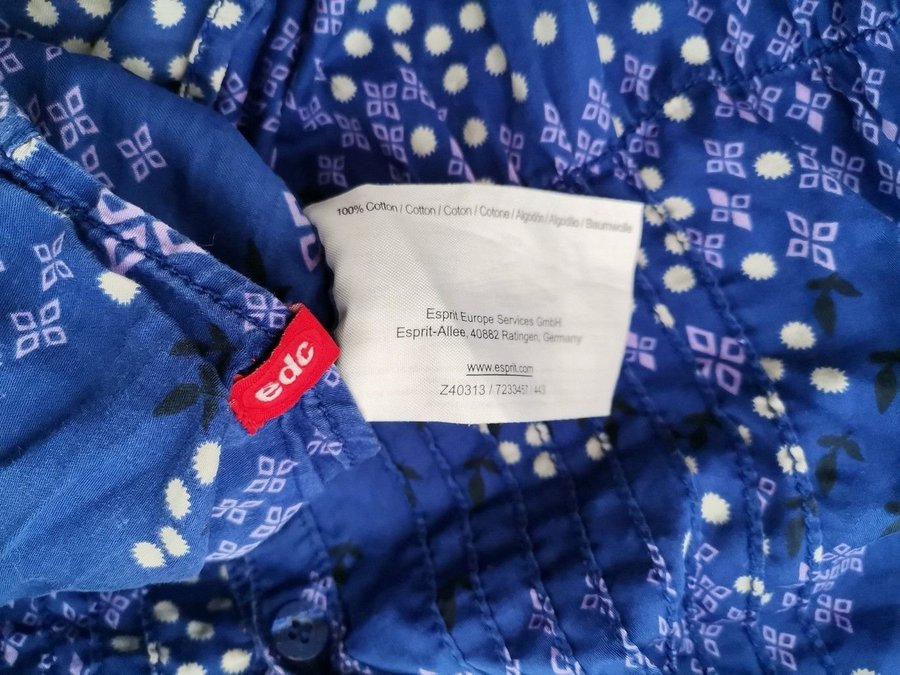 100% Cotton / Cotton / Coton / Cotone / Algodón / Algodão / Baumwolle
Esprit Europe Services GmbH
Esprit-Allee, 40882 Ratingen, Germany
www.esprit.com
Z40313 / 7233457 / 443
edc